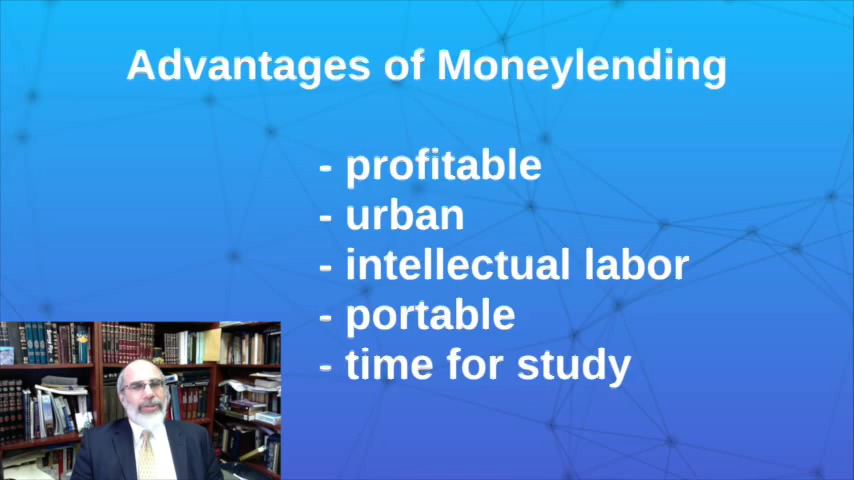 Advantages of Moneylending
- profitable
- urban
- intellectual labor
- portable
- time for study